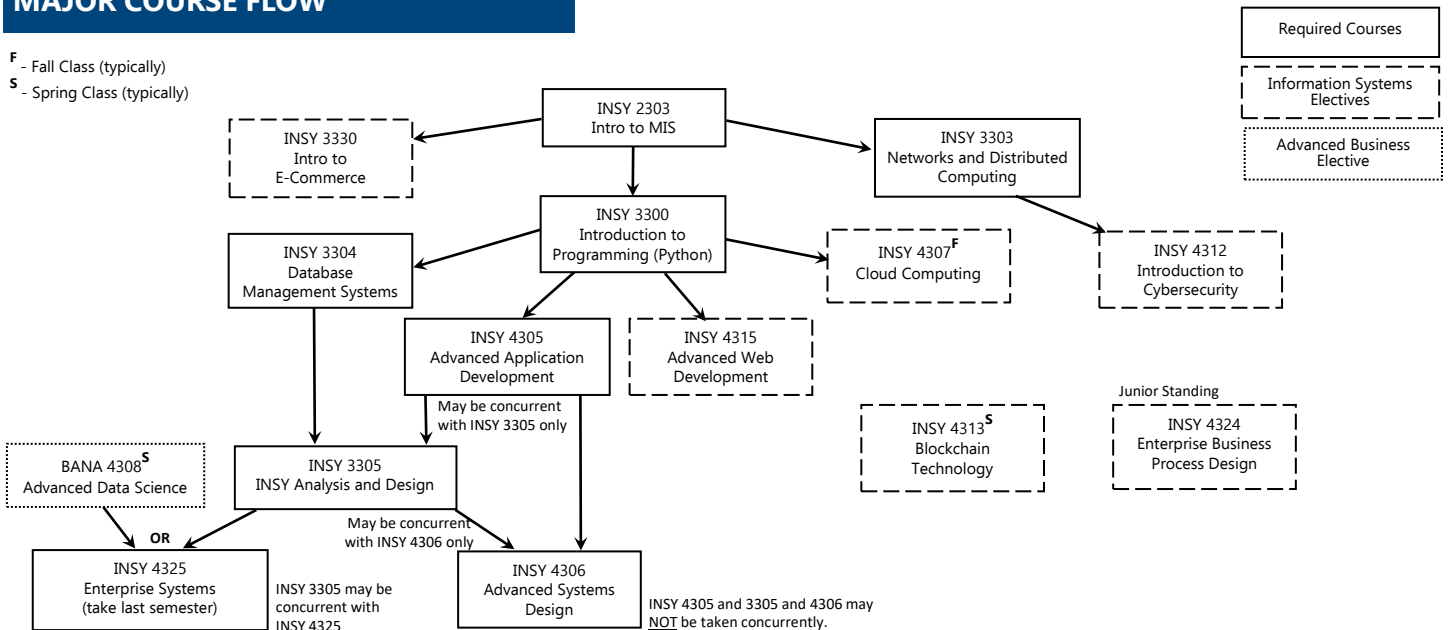 MAJOR COURSE FLOW
F - Fall Class (typically)
S - Spring Class (typically)
Required Courses
Information Systems
Electives
Advanced Business
Elective
INSY 2303
Intro to MIS
INSY 3330
Intro to
E-Commerce
INSY 3303
Networks and Distributed
Computing
INSY 3300
Introduction to
Programming (Python)
INSY 3304
Database
Management Systems
INSY 4307F
Cloud Computing
INSY 4312
Introduction to
Cybersecurity
INSY 4305
Advanced Application
Development
INSY 4315
Advanced Web
Development
May be concurrent
with INSY 3305 only
Junior Standing
INSY 4313S
Blockchain
Technology
INSY 4324
Enterprise Business
Process Design
BANA 4308S
Advanced Data Science
INSY 3305
INSY Analysis and Design
May be concurrent
with INSY 4306 only
OR
INSY 4325
Enterprise Systems
(take last semester)
INSY 3305 may be
concurrent with
INSY 4325
INSY 4306
Advanced Systems
Design
INSY 4305 and 3305 and 4306 may
NOT be taken concurrently.